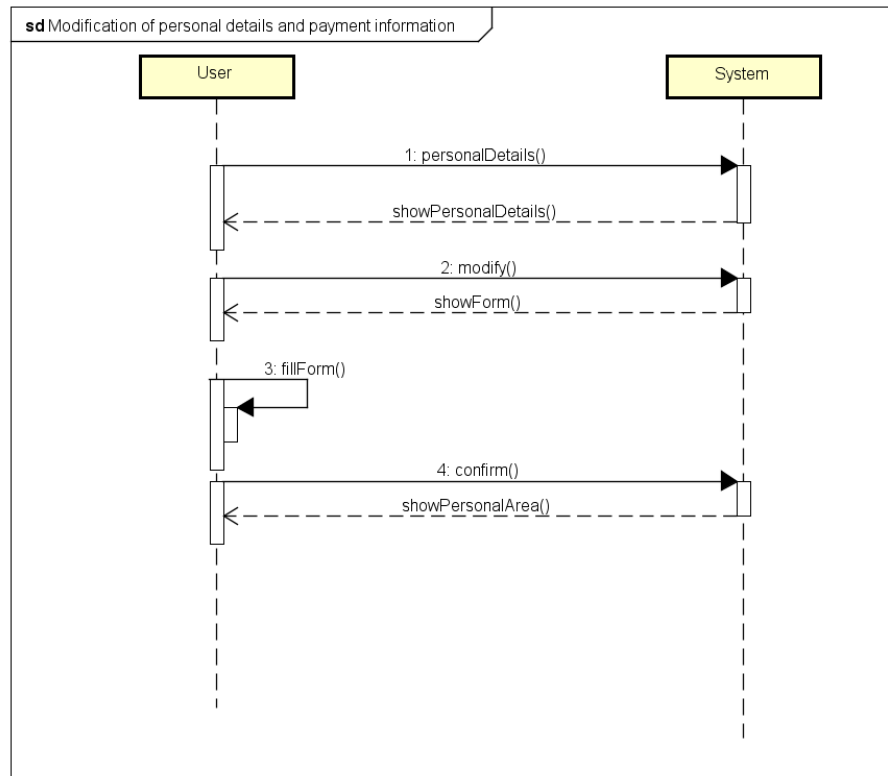 sd Modification of personal details and payment information
User
System
1: personalDetails()
showPersonalDetails()
2: modify()
showForm()
3: fillForm()
4: confirm()
showPersonalArea()